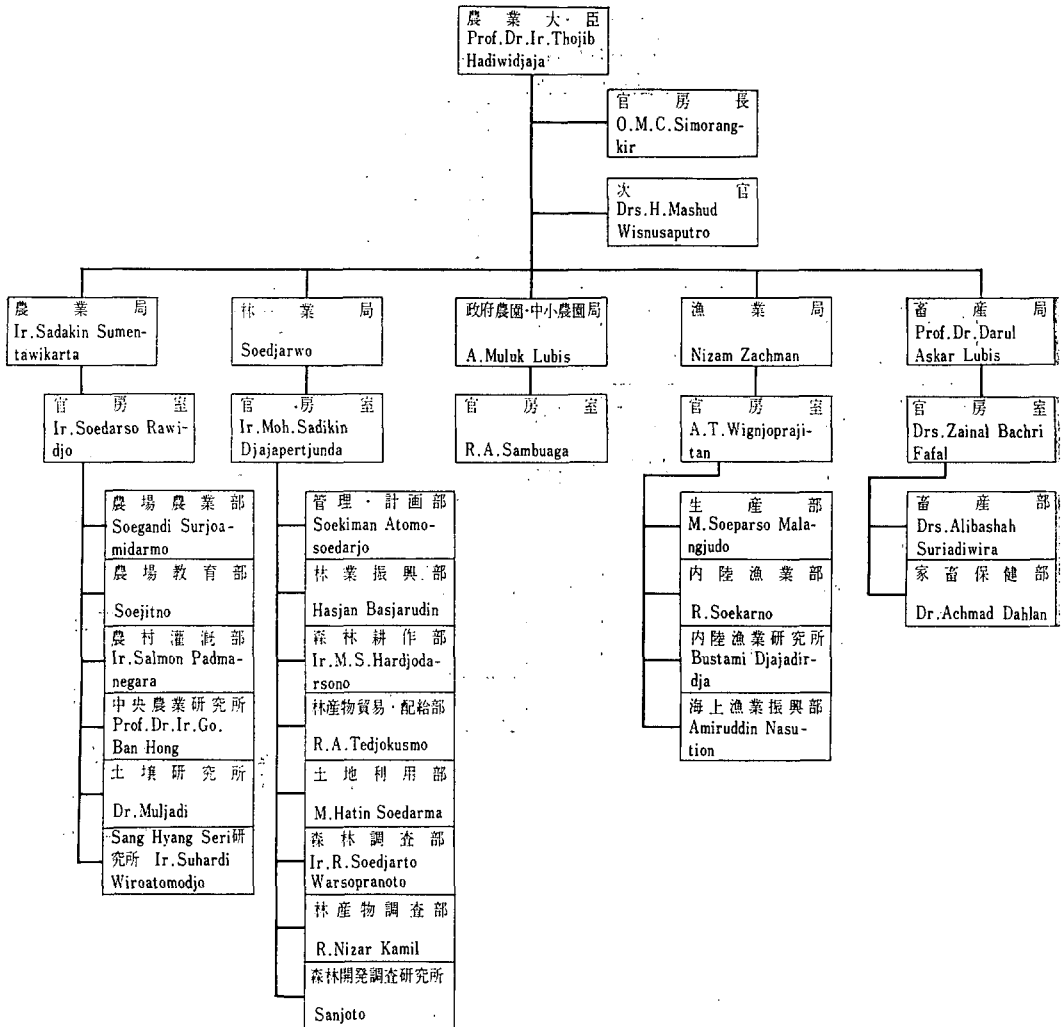 農業大臣
Prof.Dr.Ir.Thojib
Hadiwidjaja
官房長
O.M.C.Simorang-
kir
次官
Drs.H.Mashud
Wisnusaputro
農業局
Ir.Sadakin Sumen-
tawikarta
官房室
Ir.Soedarso Rawi-
djo
農場農業部
Soegandi Surjoa-
midarmo
農場教育部
Soejitno
農村灌漑部
Ir.Salmon Padma-
negara
中央農業研究所
Prof.Dr.Ir.Go.
Ban Hong
土壌研究所
Dr.Muljadi
Sang Hyang Seri研
究所 Ir.Suhardi
Wiroatomodjo
林業局
Soedjarwo
官房室
Ir.Moh.Sadikin
Djajapertjunda
管理・計画部
Soekiman Atomo-
soedarjo
林業振興部
Hasjan Basjarudin
森林耕作部
Ir.M.S.Hardjoda-
rsono
林産物貿易・配給部
R.A.Tedjokusmo
土地利用部
M.Hatin Soedarma
森林調査部
Ir.R.Soedjarto
Warsopranoto
林産物調査部
R.Nizar Kamil
森林開発調査研究所
Sanjoto
政府農園・中小農園局
A.Muluk Lubis
官房室
R.A.Sambuaga
漁業局
Nizam Zachman
官房室
A.T.Wignjopraji-
tan
生産部
M.Soeparso Mala-
ngjudo
内陸漁業部
R.Soekarno
内陸漁業研究所
Bustami Djajadir-
dja
海上漁業振興部
Amiruddin Nasu-
tion
畜産局
Prof.Dr.Darul
Askar Lubis
官房室
Drs.Zainal Bachri
Fafal
畜産部
Drs.Alibashah
Suriadiwira
家畜保健部
Dr.Achmad Dahlan